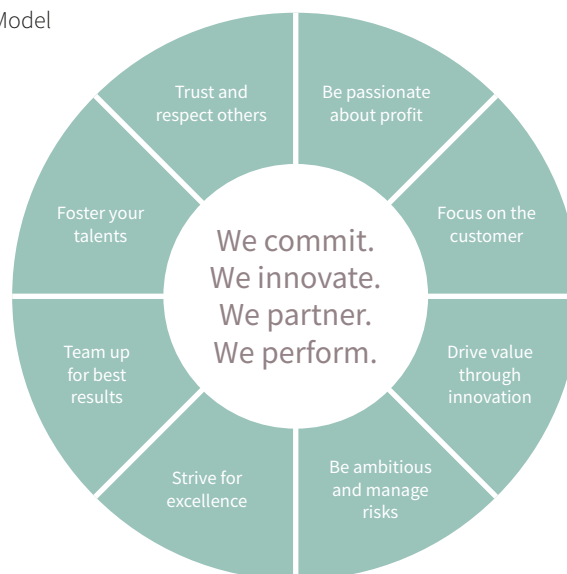 Model
Trust and
respect others
Be passionate
about profit
Foster your
talents
Focus on the
customer
We commit.
We innovate.
We partner.
We perform.
Team up
for best
results
Drive value
through
innovation
Strive for
excellence
Be ambitious
and manage
risks